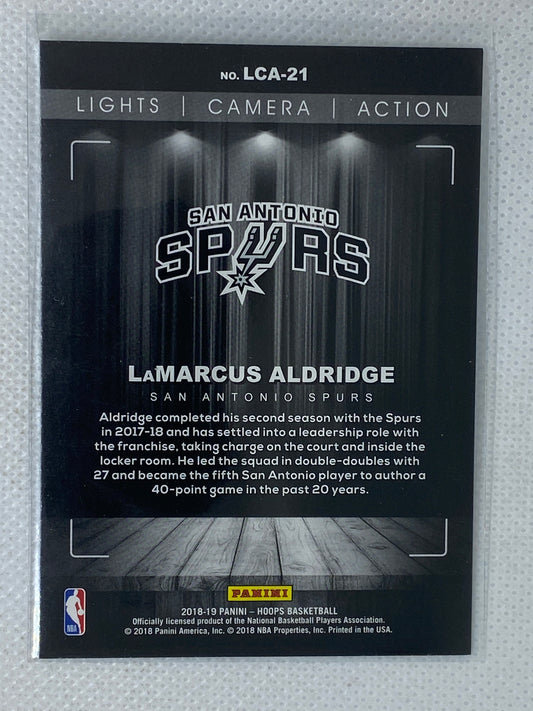 NO. LCA-21
LIGHTS | CAMERA | ACTION
SAN ANTONIO
SPURS
LAMARCUS ALDRIDGE
SAN ANTONIO SPURS
Aldridge completed his second season with the Spurs
in 2017-18 and has settled into a leadership role with
the franchise, taking charge on the court and inside the
locker room. He led the squad in double-doubles with
27 and became the fifth San Antonio player to author a
40-point game in the past 20 years.
PANINI
2018-19 PANINI – HOOPS BASKETBALL
Officially licensed product of the National Basketball Players Association.
© 2018 Panini America, Inc. © 2018 NBA Properties, Inc. Printed in the USA.
NBA